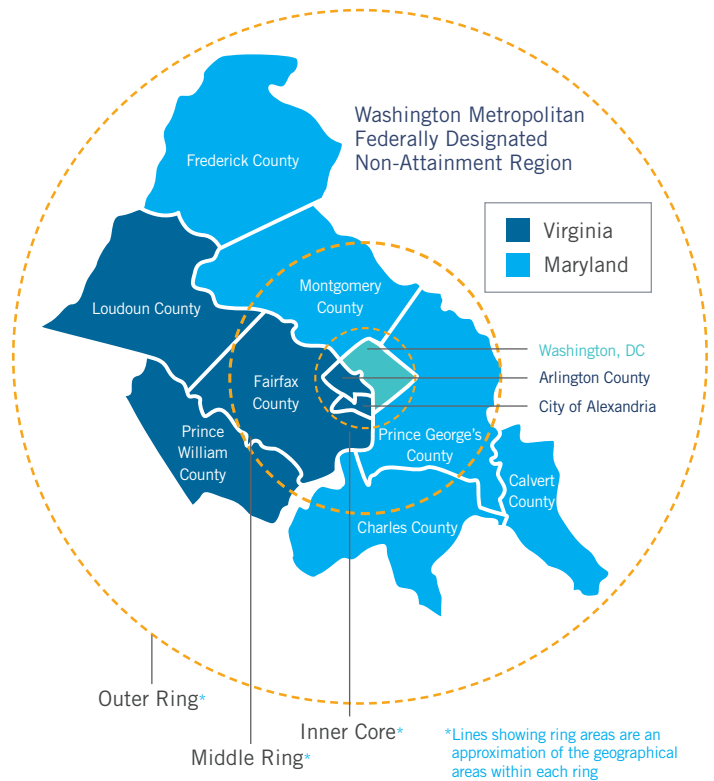 Washington Metropolitan
Federally Designated
Non-Attainment Region
Frederick County
Virginia
Maryland
Montgomery
County
Loudoun County
Washington, DC
Arlington County
City of Alexandria
Fairfax
County
Prince
William
County
Prince George's
County
Calvert
County
Charles County
Outer Ring*
Inner Core*
Middle Ring*
*Lines showing ring areas are an
approximation of the geographical
areas within each ring